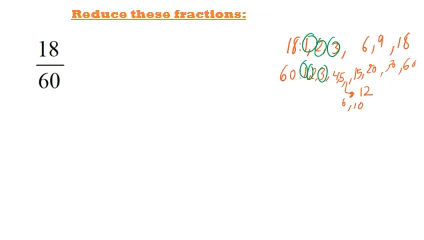 Reduce these fractions:
18
60
18: 1, 2, 3, 6, 9, 18
60 1, 2, 3, 4, 5, 15, 20, 30, 60
12
6, 10